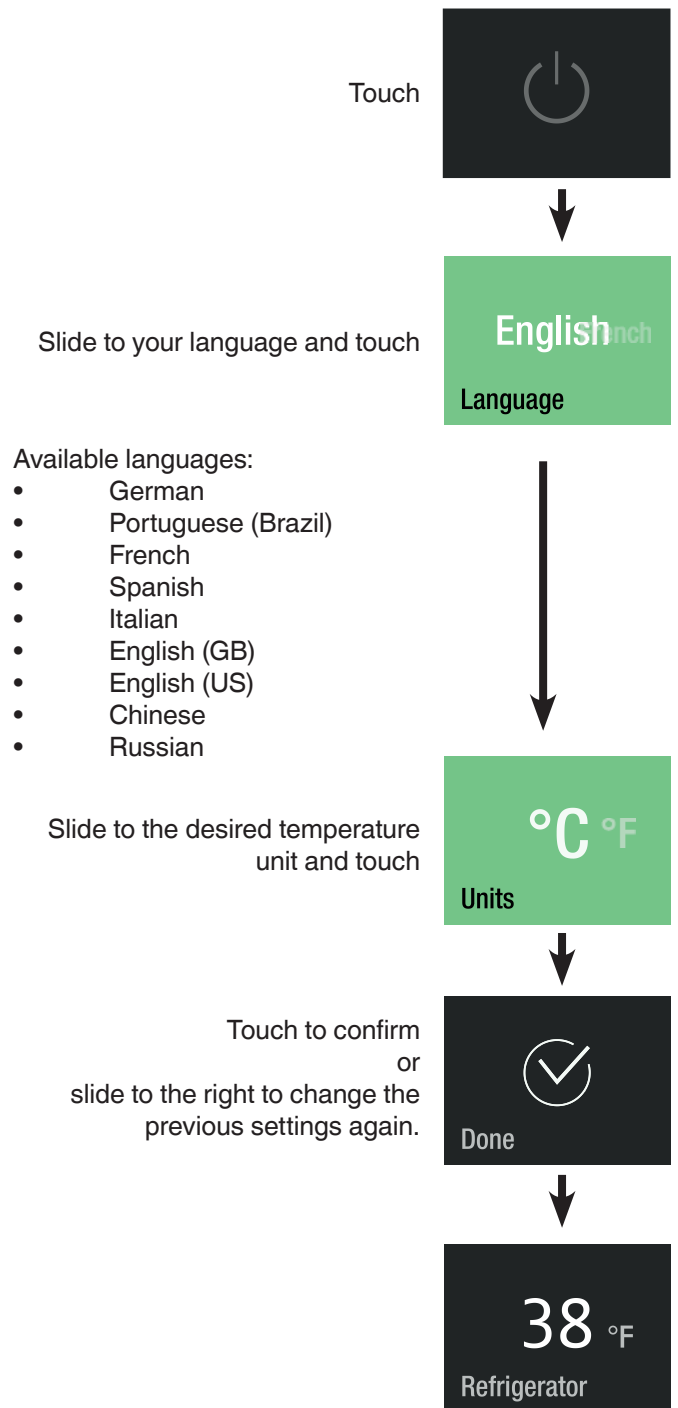 Touch
Slide to your language and touch
English French
Language
Available languages:
• German
• Portuguese (Brazil)
• French
• Spanish
• Italian
• English (GB)
• English (US)
• Chinese
• Russian
Slide to the desired temperature
unit and touch
°C °F
Units
Touch to confirm
or
slide to the right to change the
previous settings again.
Done
38 °F
Refrigerator